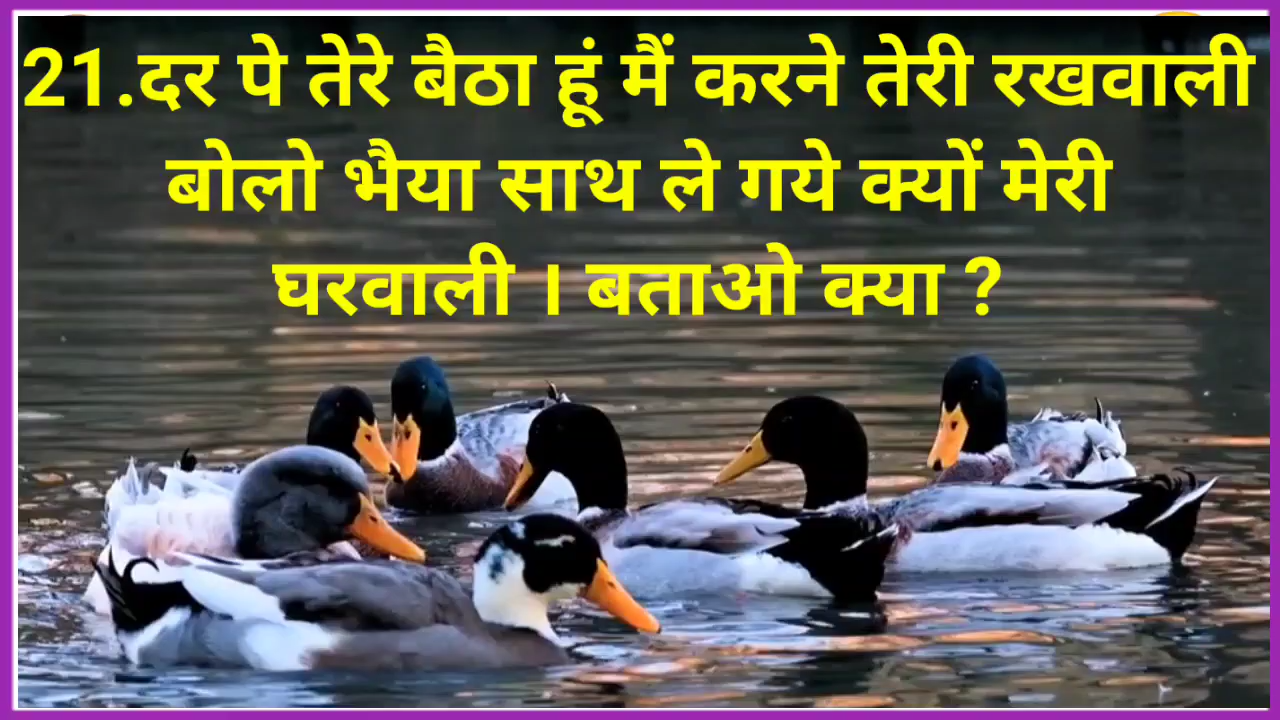 21.दर पे तेरे बैठा हूं मैं करने तेरी रखवाली
बोलो भैया साथ ले गये क्यों मेरी
घरवाली । बताओ क्या ?